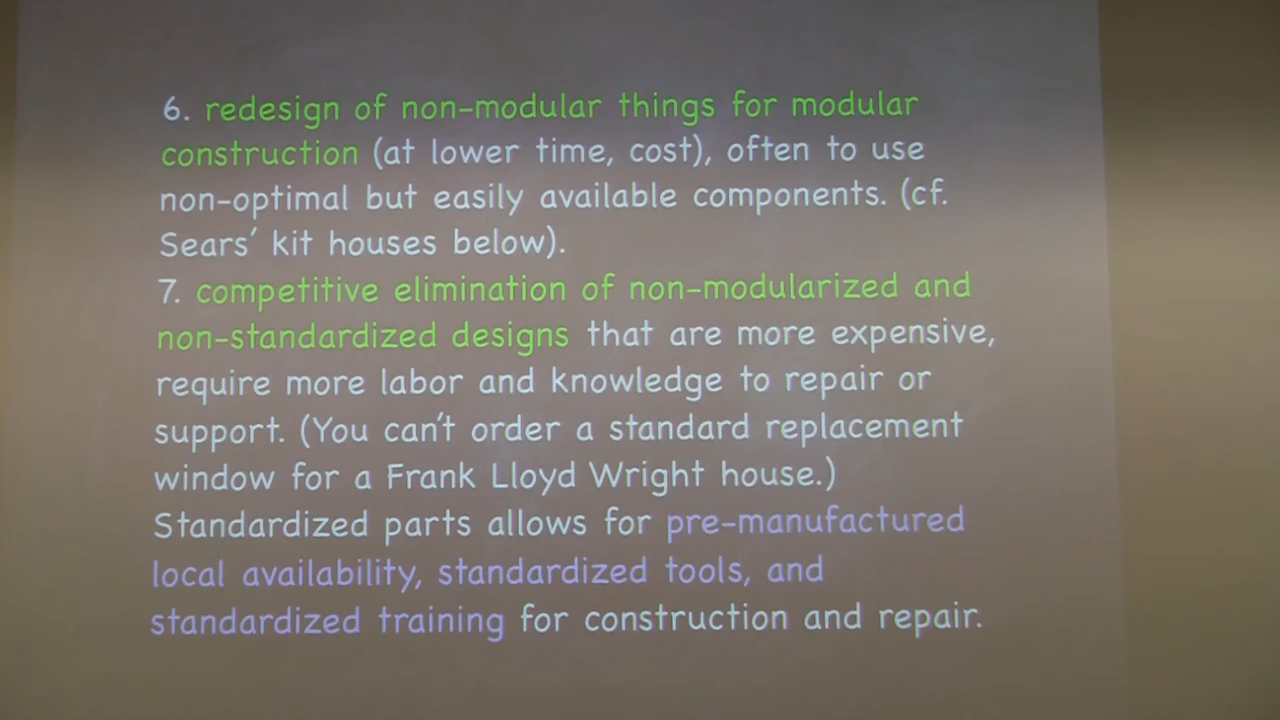 6. redesign of non-modular things for modular
construction (at lower time, cost), often to use
non-optimal but easily available components. (cf.
Sears' kit houses below).
7. competitive elimination of non-modularized and
non-standardized designs that are more expensive,
require more labor and knowledge to repair or
support. (You can't order a standard replacement
window for a Frank Lloyd Wright house.)
Standardized parts allows for pre-manufactured
local availability, standardized tools, and
standardized training for construction and repair.